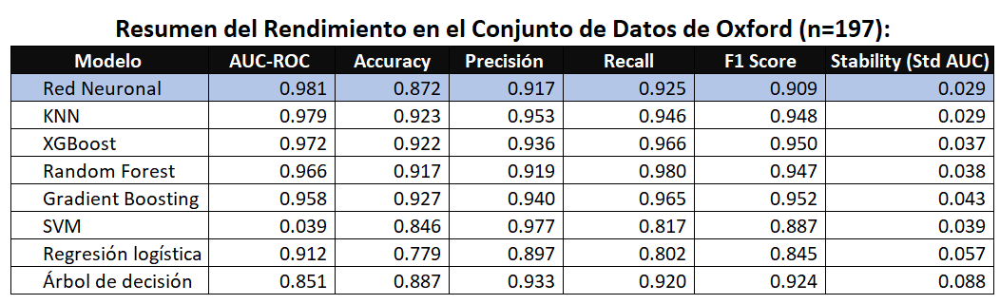 Resumen del Rendimiento en el Conjunto de Datos de Oxford (n=197):
Modelo AUC-ROC Accuracy Precisión Recall F1 Score Stability (Std AUC)
Red Neuronal 0.981 0.872 0.917 0.925 0.909 0.029
KNN 0.979 0.923 0.953 0.946 0.948 0.029
XGBoost 0.972 0.922 0.936 0.966 0.950 0.037
Random Forest 0.966 0.917 0.919 0.980 0.947 0.038
Gradient Boosting 0.958 0.927 0.940 0.965 0.952 0.043
SVM 0.039 0.846 0.977 0.817 0.887 0.039
Regresión logística 0.912 0.779 0.897 0.802 0.845 0.057
Árbol de decisión 0.851 0.887 0.933 0.920 0.924 0.088